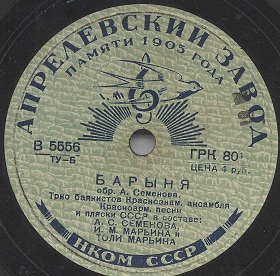 АПРЕЛЕВСКИЙ ЗАВОД
ПАМЯТИ 1905 ГОДА
В 5556
ТУ-Б
ГРК 80
ЦЕНА 4 руб.
БАРЫНЯ
обр. А. Семенова,
Трио баянистов Краснознам. ансамбля
Красноарм. песни
и пляски СССР в составе:
А. С. СЕМЕНОВА,
И. М. МАРЬИНА и
ТОЛИ МАРЬИНА
НКОМ СССР